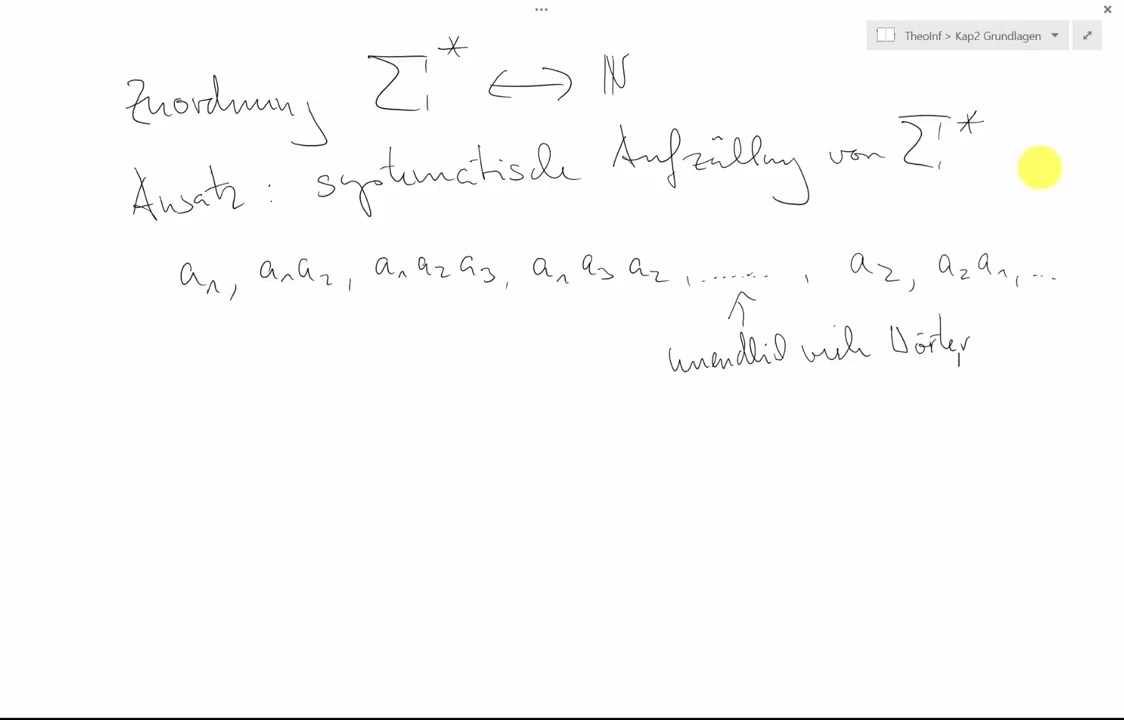 TheoInf > Kap2 Grundlagen
Zuordnung Σ* ↔ ℕ
Ansatz: systematische Aufzählung von Σ*
a₁, a₁a₂, a₁a₂a₃, a₁a₃a₂, ......., a₂, a₂a₁, ...
unendlich viele Wörter